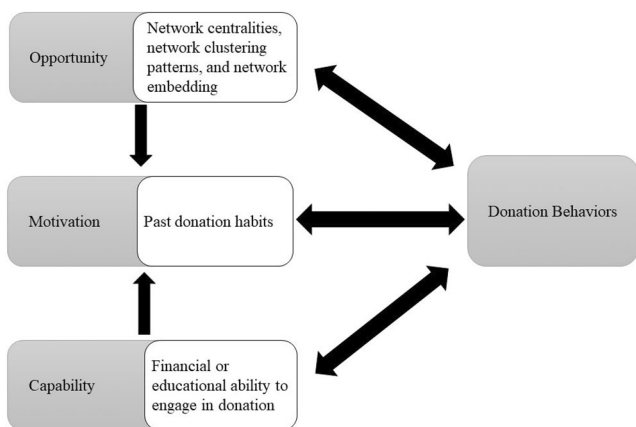 Opportunity
Network centralities,
network clustering
patterns, and network
embedding
Motivation
Past donation habits
Donation Behaviors
Capability
Financial or
educational ability to
engage in donation